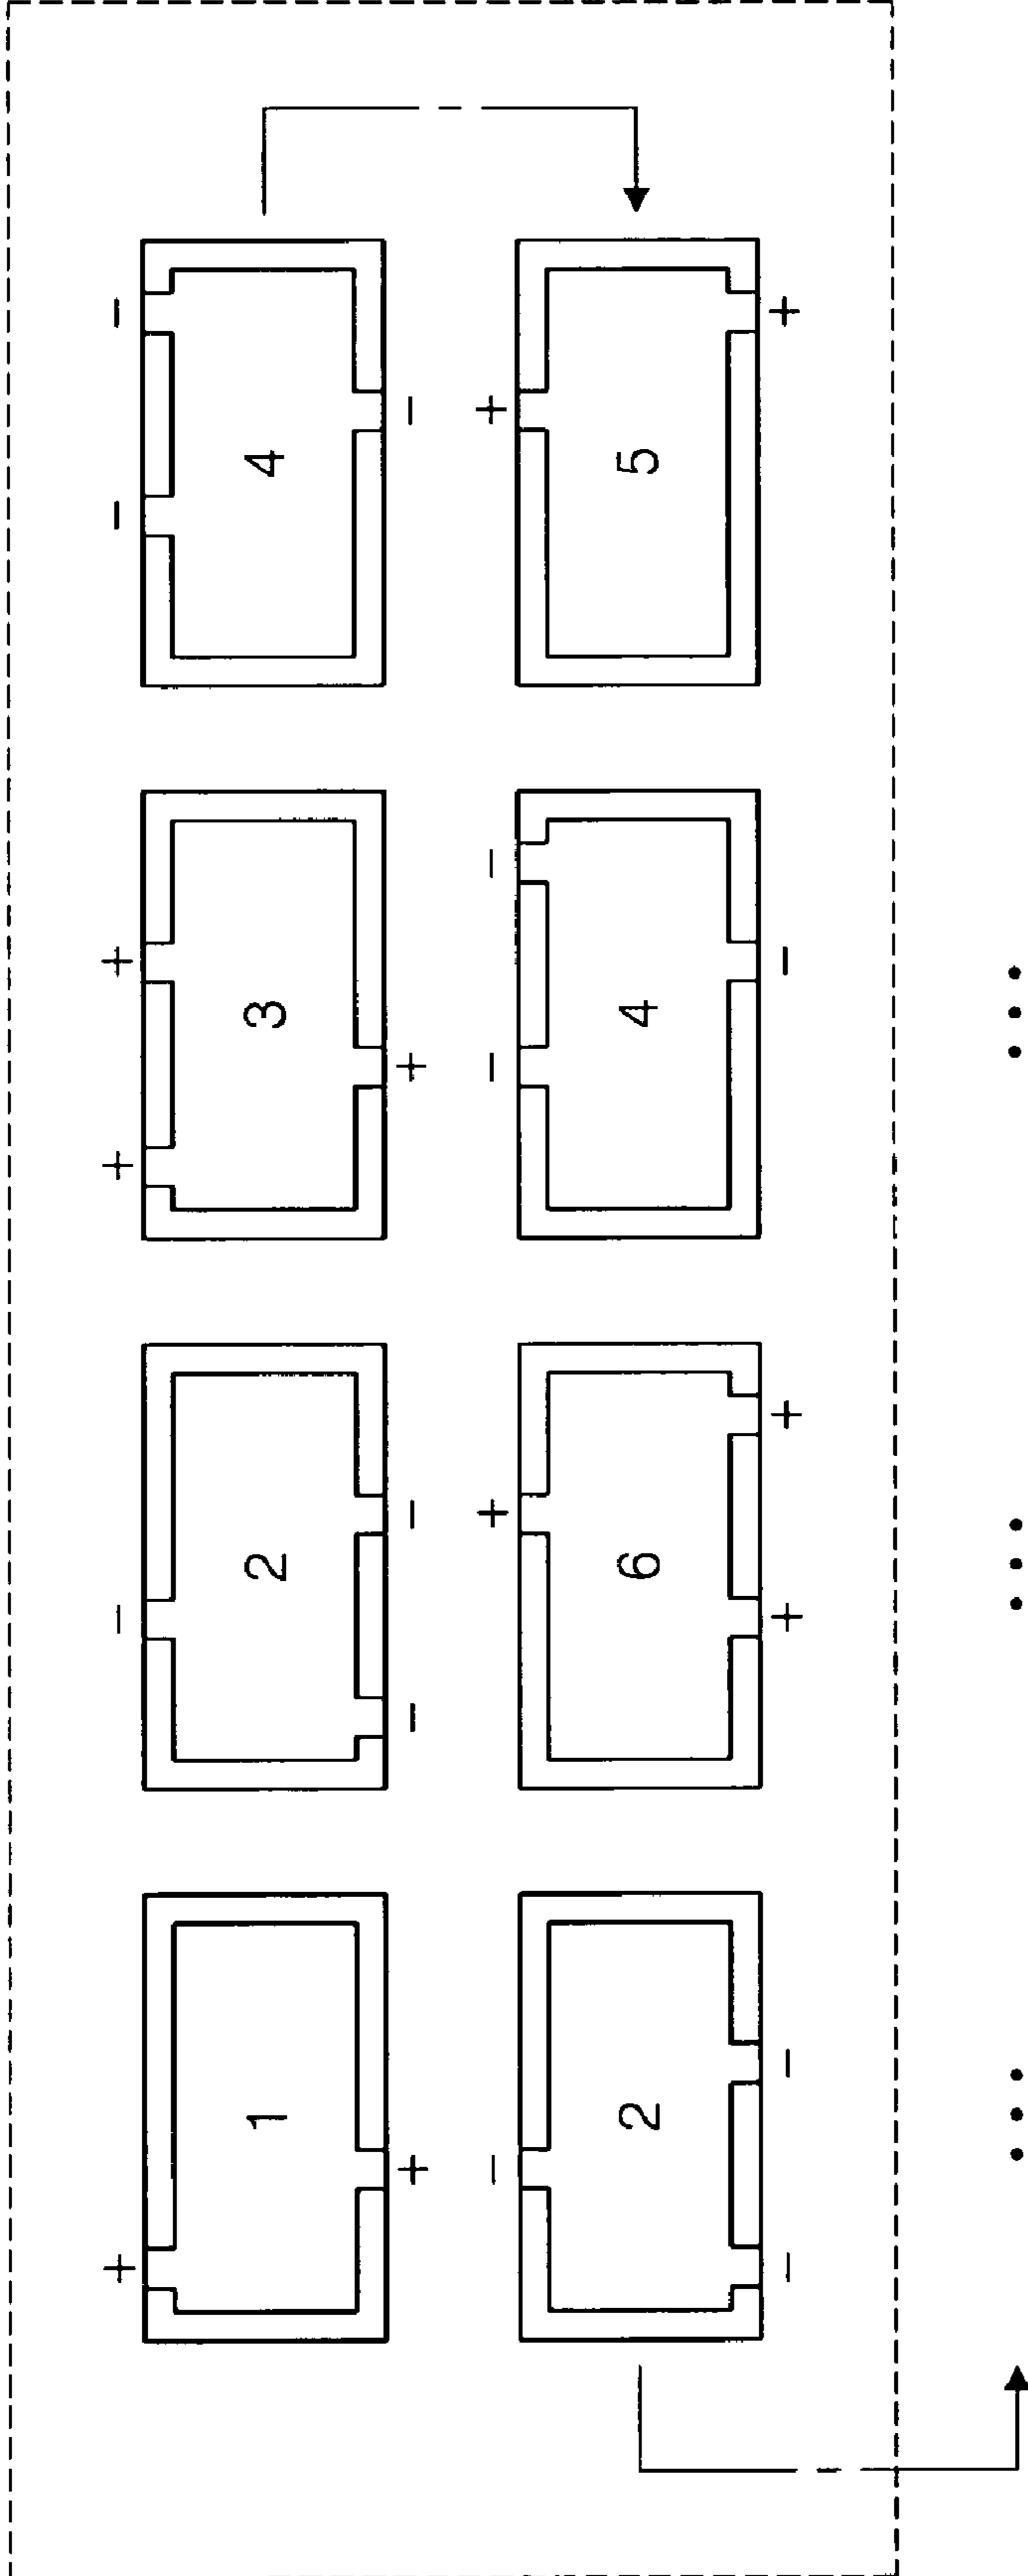 + - + + - -
1 2 3 4
+ - - + -
- + - - +
2 6 4 5
- - + + - +
... ... ...